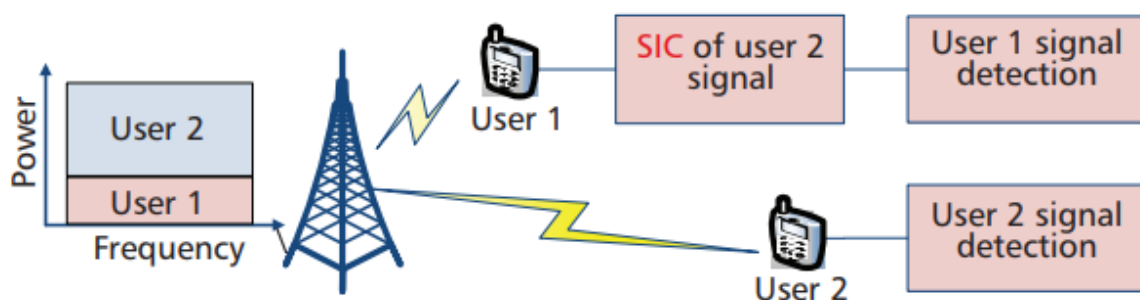 Power
User 2
User 1
Frequency
User 1
SIC of user 2
signal
User 1 signal
detection
User 2
User 2 signal
detection